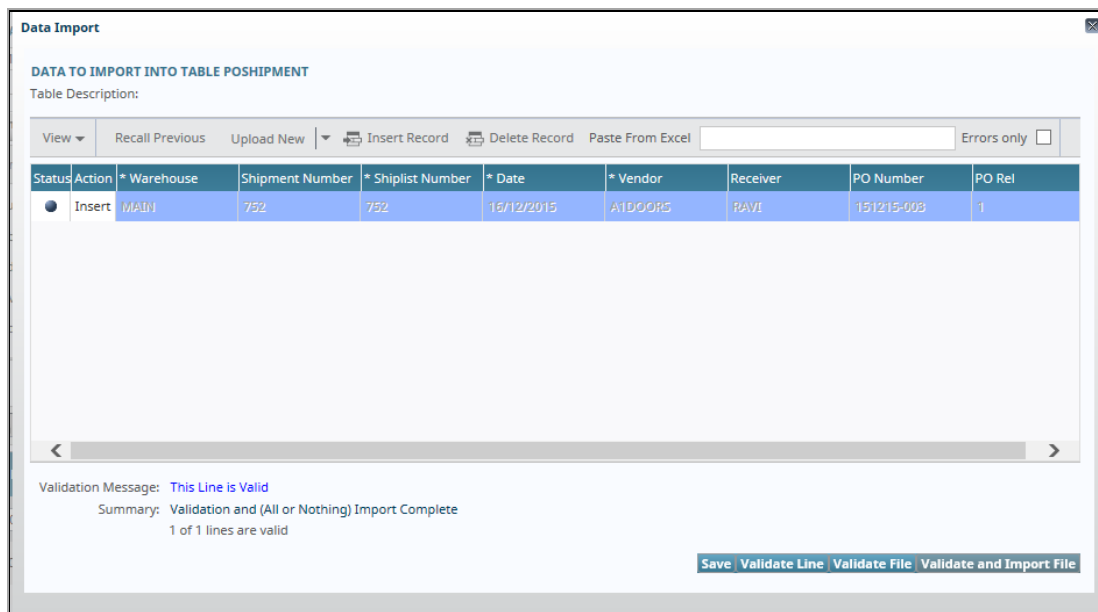 Data Import
DATA TO IMPORT INTO TABLE POSHIPMENT
Table Description:
View Recall Previous Upload New Insert Record Delete Record Paste From Excel Errors only
Status Action * Warehouse Shipment Number * Shiplist Number * Date * Vendor Receiver PO Number PO Rel
Insert MAIN 752 752 16/12/2015 A1DOORS RAVI 151215-003 1
Validation Message: This Line is Valid
Summary: Validation and (All or Nothing) Import Complete
1 of 1 lines are valid
Save Validate Line Validate File Validate and Import File